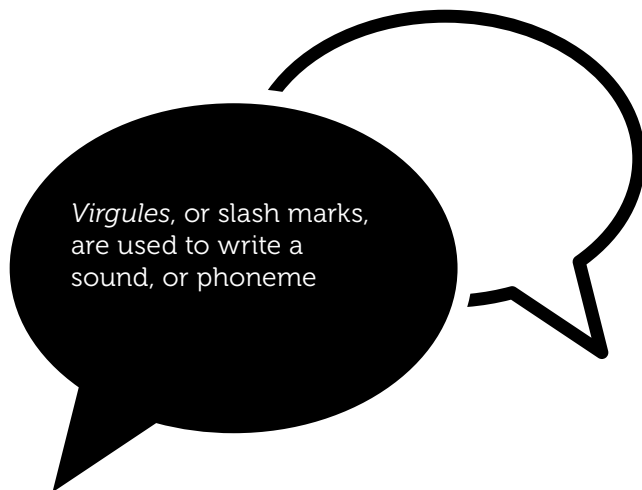 Virgules, or slash marks,
are used to write a
sound, or phoneme